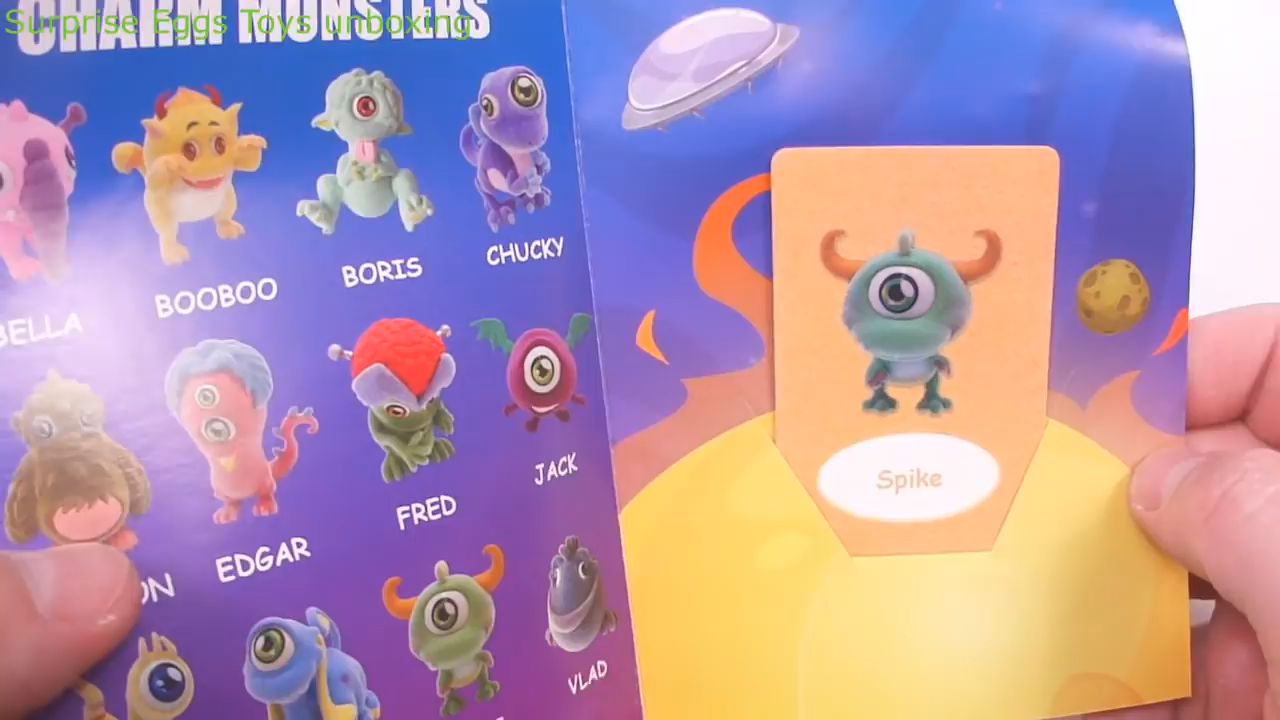 Surprise Eggs Toys unboxing
CHARM MONSTERS
BELLA
BOOBOO
BORIS
CHUCKY
EDGAR
FRED
JACK
VLAD
Spike